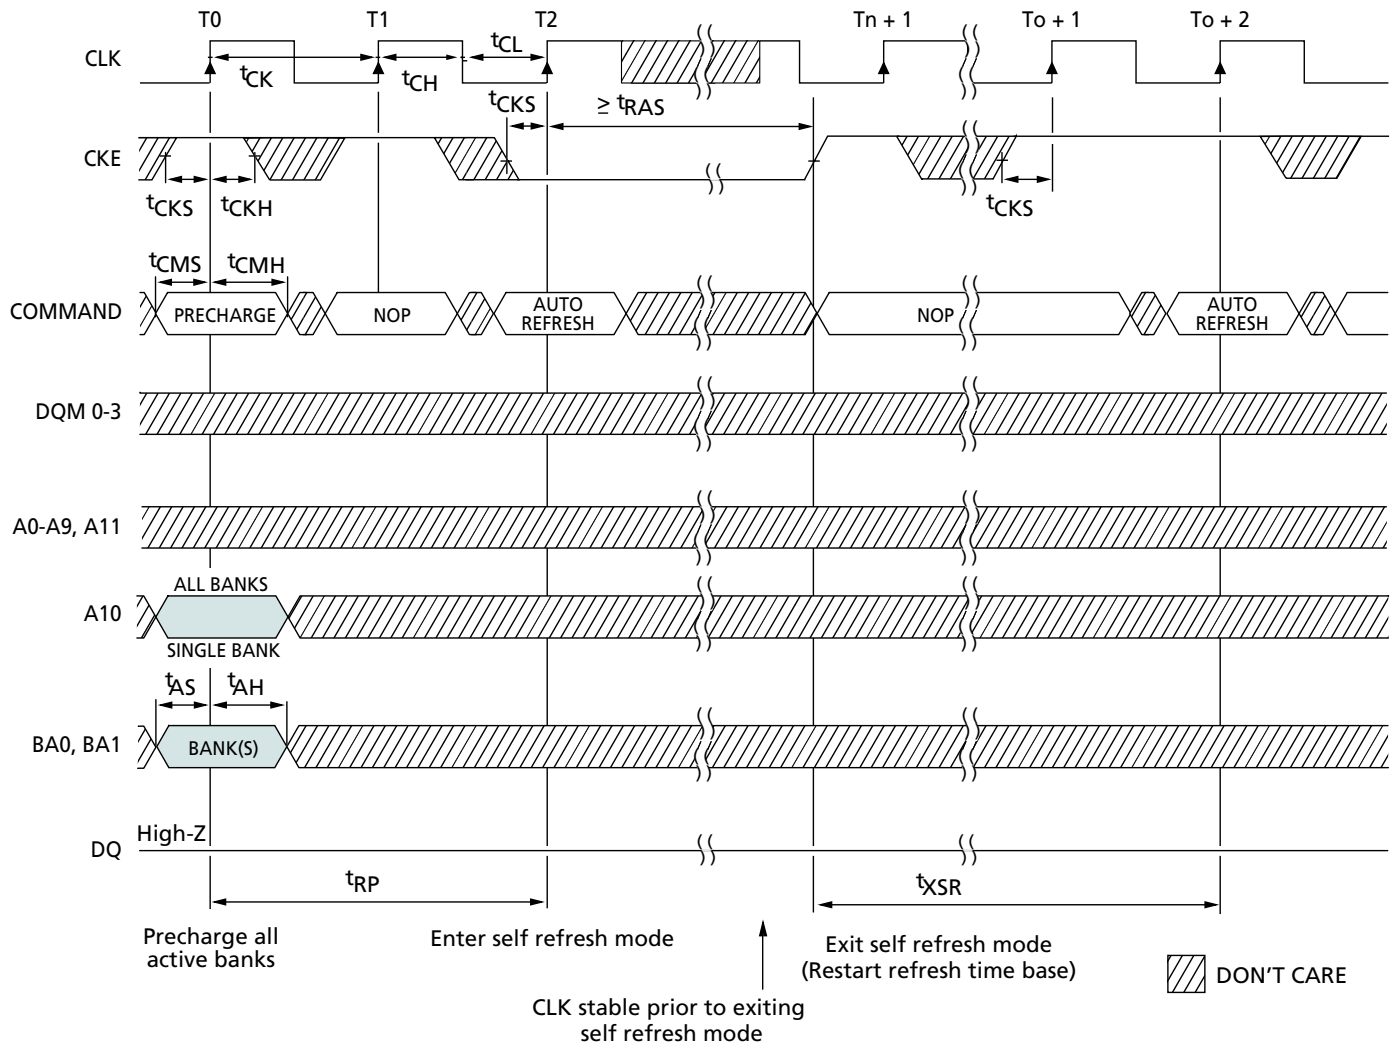 T0 T1 T2 Tn + 1 To + 1 To + 2
CLK
tCK tCH tCL
tCKS ≥ tRAS
CKE
tCKS tCKH tCKS
tCMS tCMH
COMMAND PRECHARGE NOP AUTO REFRESH NOP AUTO REFRESH
DQM 0-3
A0-A9, A11
ALL BANKS
A10
SINGLE BANK
tAS tAH
BA0, BA1 BANK(S)
High-Z
DQ
tRP tXSR
Precharge all
active banks
Enter self refresh mode
CLK stable prior to exiting
self refresh mode
Exit self refresh mode
(Restart refresh time base)
DON'T CARE